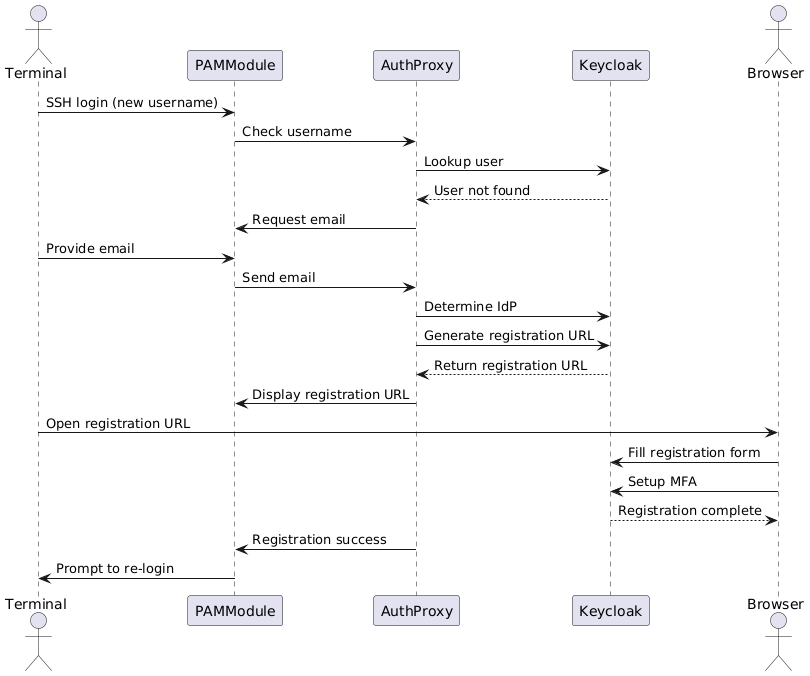 Terminal
PAMModule
AuthProxy
Keycloak
Browser
SSH login (new username)
Check username
Lookup user
User not found
Request email
Provide email
Send email
Determine IdP
Generate registration URL
Return registration URL
Display registration URL
Open registration URL
Fill registration form
Setup MFA
Registration complete
Registration success
Prompt to re-login
Terminal
PAMModule
AuthProxy
Keycloak
Browser